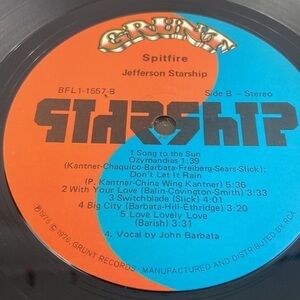 GRUNT
Spitfire
Jefferson Starship
BFL1-1557-B Side B - Stereo
STARSHIP
1 Song to the Sun
Ozymandias 1:39
(Kantner-Chaquico-Barbata-Freiberg-Sears-Slick);
Don't Let It Rain
(P. Kantner-China Wing Kantner) 5:36
2 With Your Love (Balin-Covington-Smith) 3:33
3 Switchblade (Slick) 4:01
4 Big City (Barbata-Hill-Ethridge) 3:20
5 Love Lovely Love
(Barish) 3:31
4. Vocal by John Barbata
℗1976 © 1976 GRUNT RECORDS - MANUFACTURED AND DISTRIBUTED BY RCA